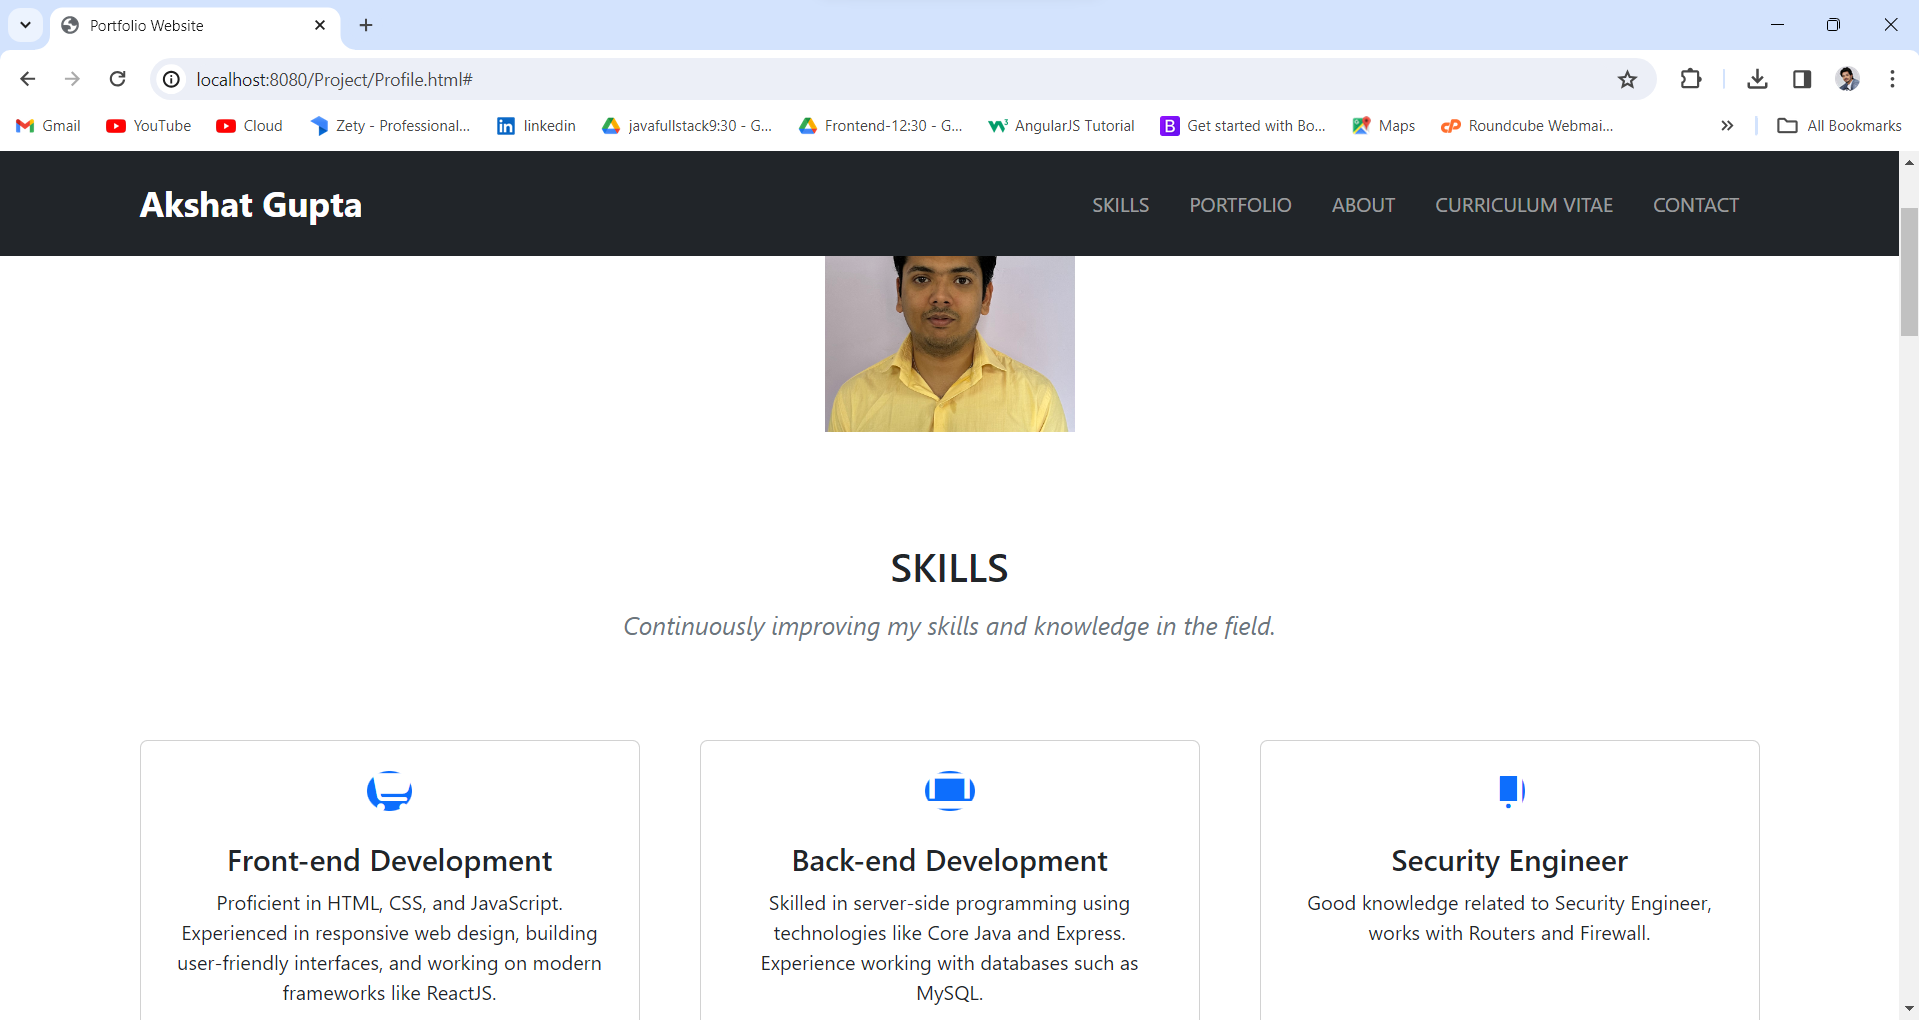 Portfolio Website
localhost:8080/Project/Profile.html#
Gmail YouTube Cloud Zety - Professional... linkedin javafullstack9:30 - G... Frontend-12:30 - G... AngularJS Tutorial Get started with Bo... Maps Roundcube Webmai... All Bookmarks
Akshat Gupta SKILLS PORTFOLIO ABOUT CURRICULUM VITAE CONTACT
SKILLS
Continuously improving my skills and knowledge in the field.
Front-end Development
Proficient in HTML, CSS, and JavaScript.
Experienced in responsive web design, building
user-friendly interfaces, and working on modern
frameworks like ReactJS.
Back-end Development
Skilled in server-side programming using
technologies like Core Java and Express.
Experience working with databases such as
MySQL.
Security Engineer
Good knowledge related to Security Engineer,
works with Routers and Firewall.